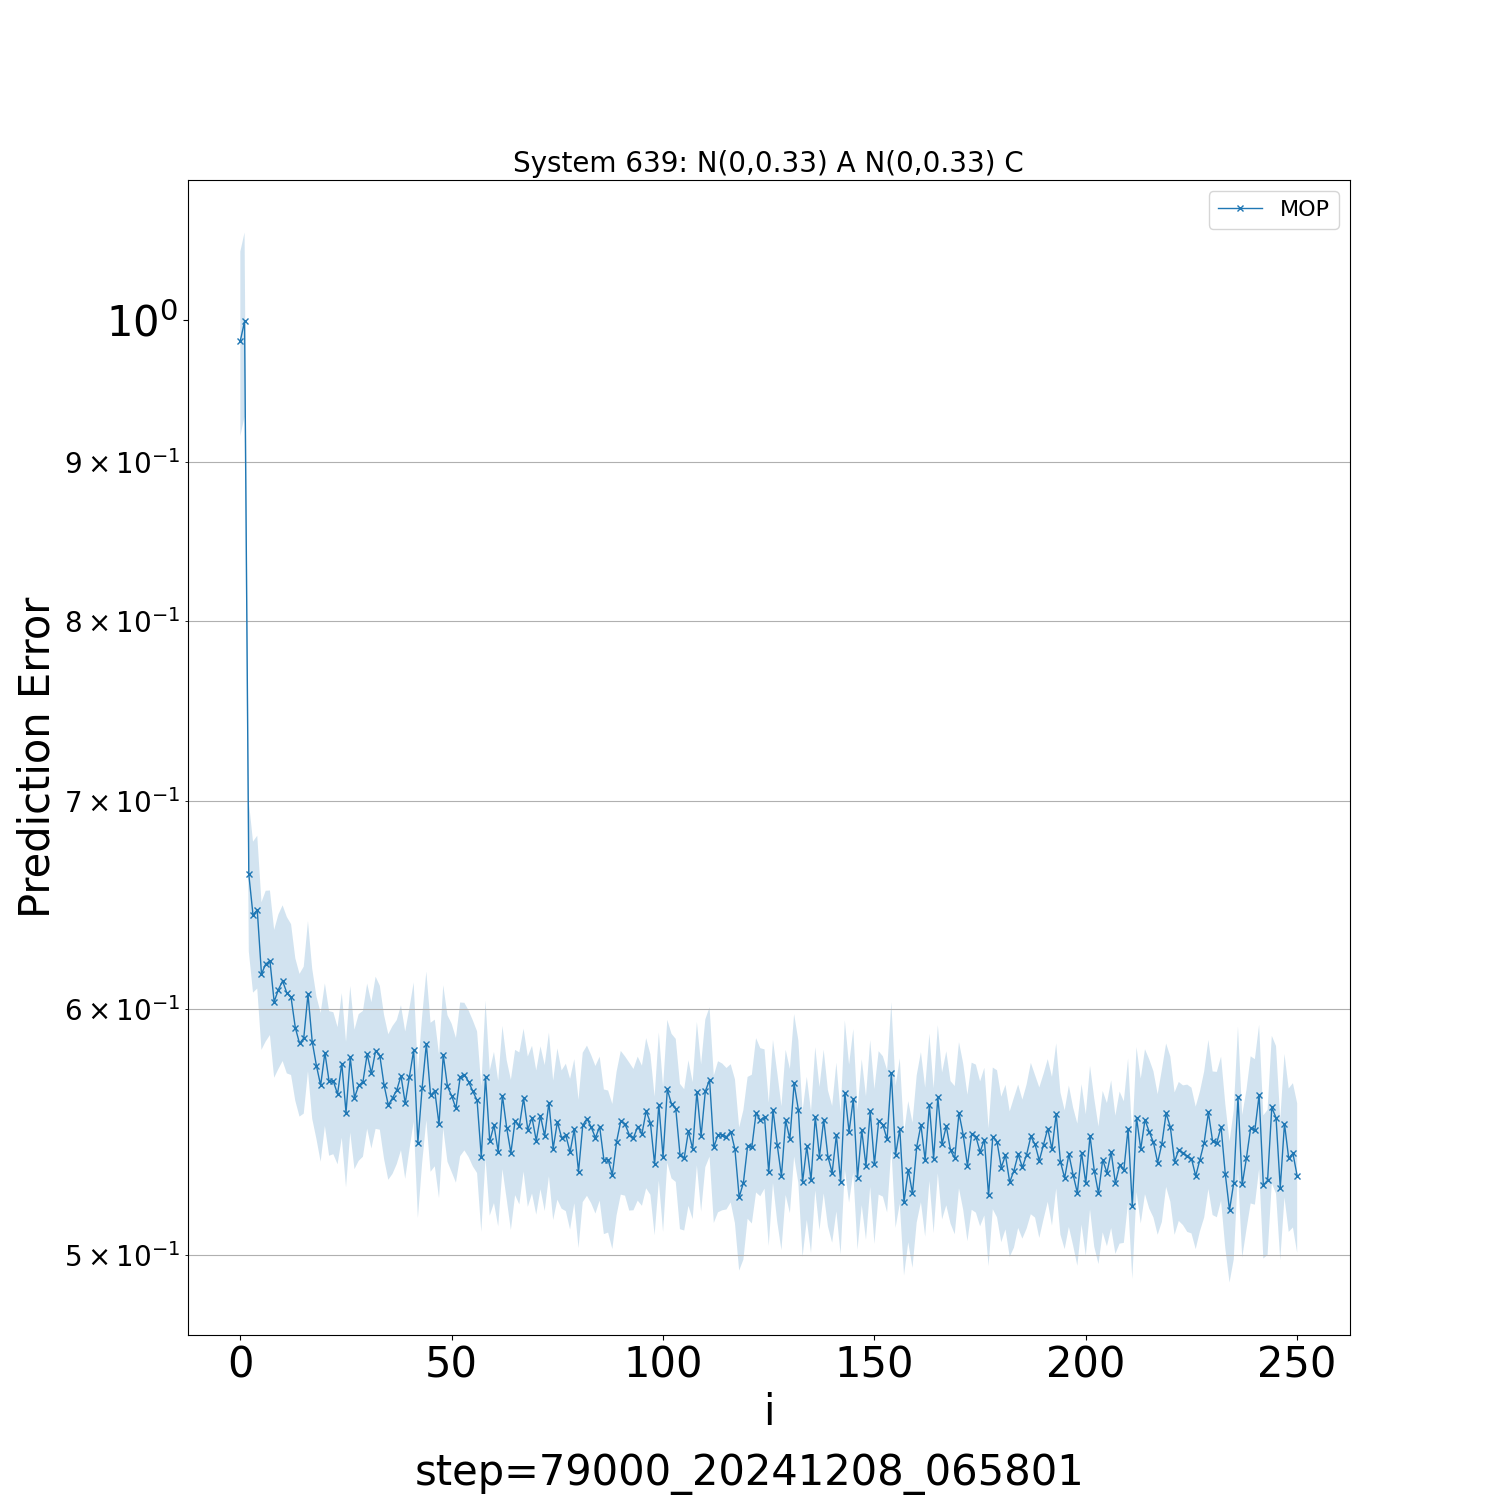 System 639: N(0,0.33) A N(0,0.33) C
MOP
10⁰
9 × 10⁻¹
8 × 10⁻¹
7 × 10⁻¹
6 × 10⁻¹
5 × 10⁻¹
Prediction Error
0 50 100 150 200 250
i
step=79000_20241208_065801